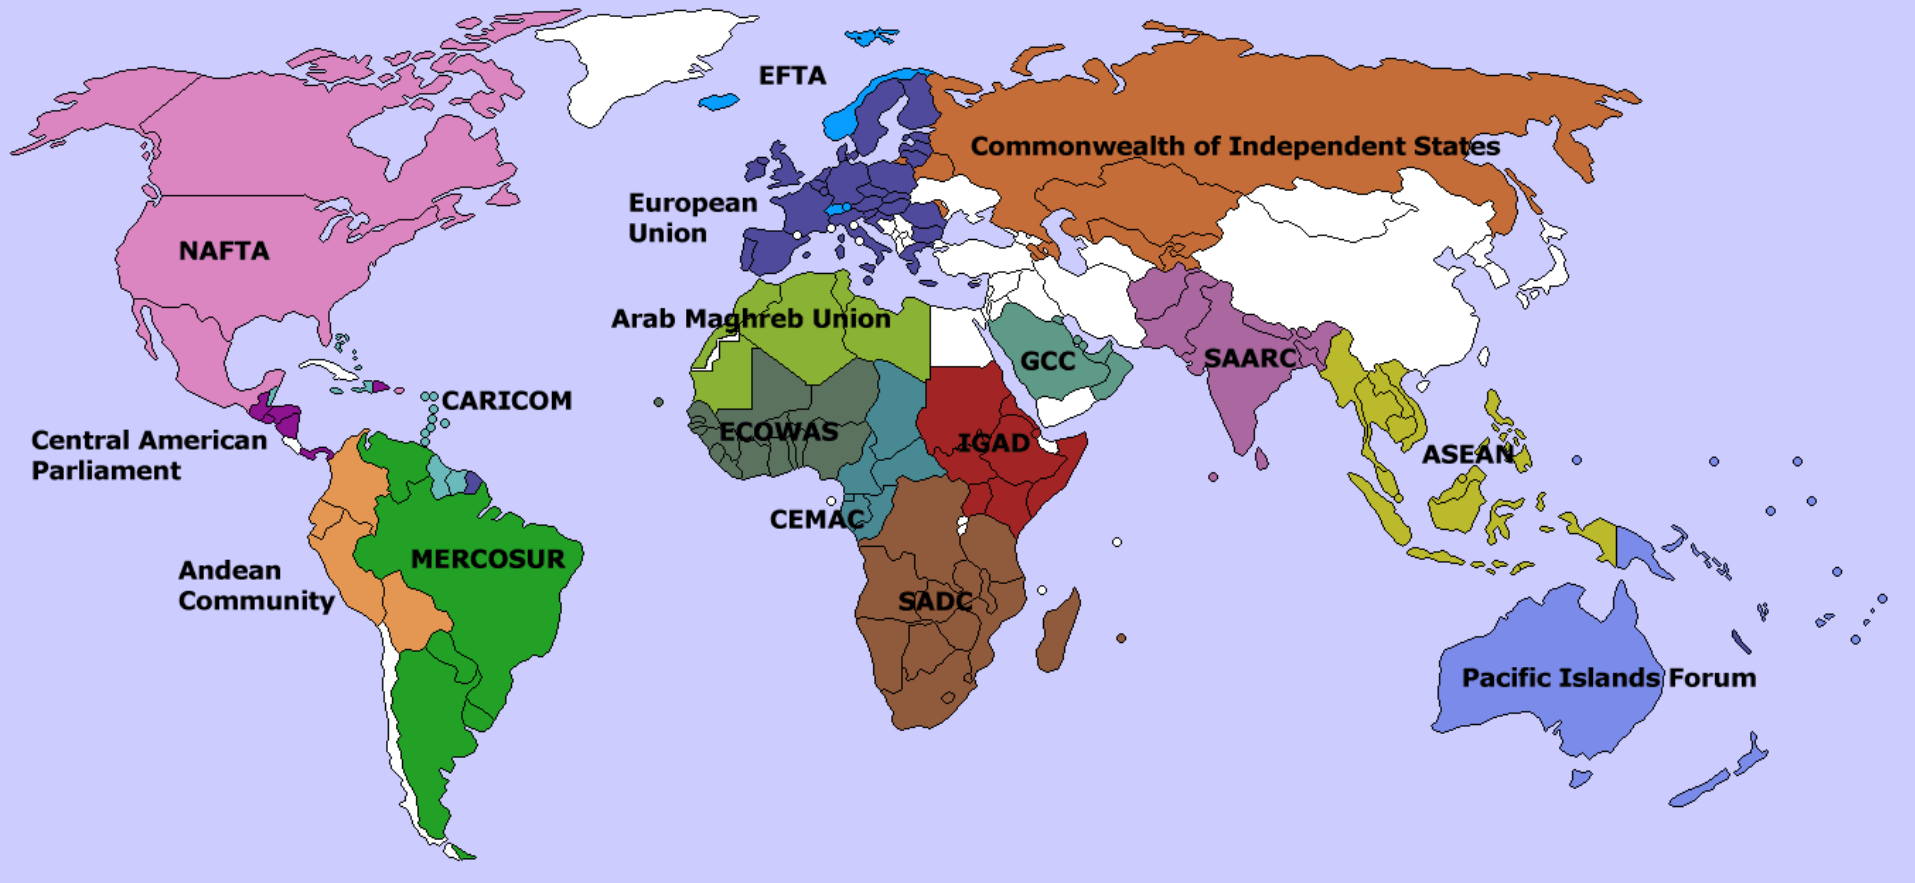 EFTA
Commonwealth of Independent States
European
Union
NAFTA
Arab Maghreb Union
GCC
SAARC
CARICOM
ECOWAS
IGAD
ASEAN
Central American
Parliament
CEMAC
MERCOSUR
Andean
Community
SADC
Pacific Islands Forum